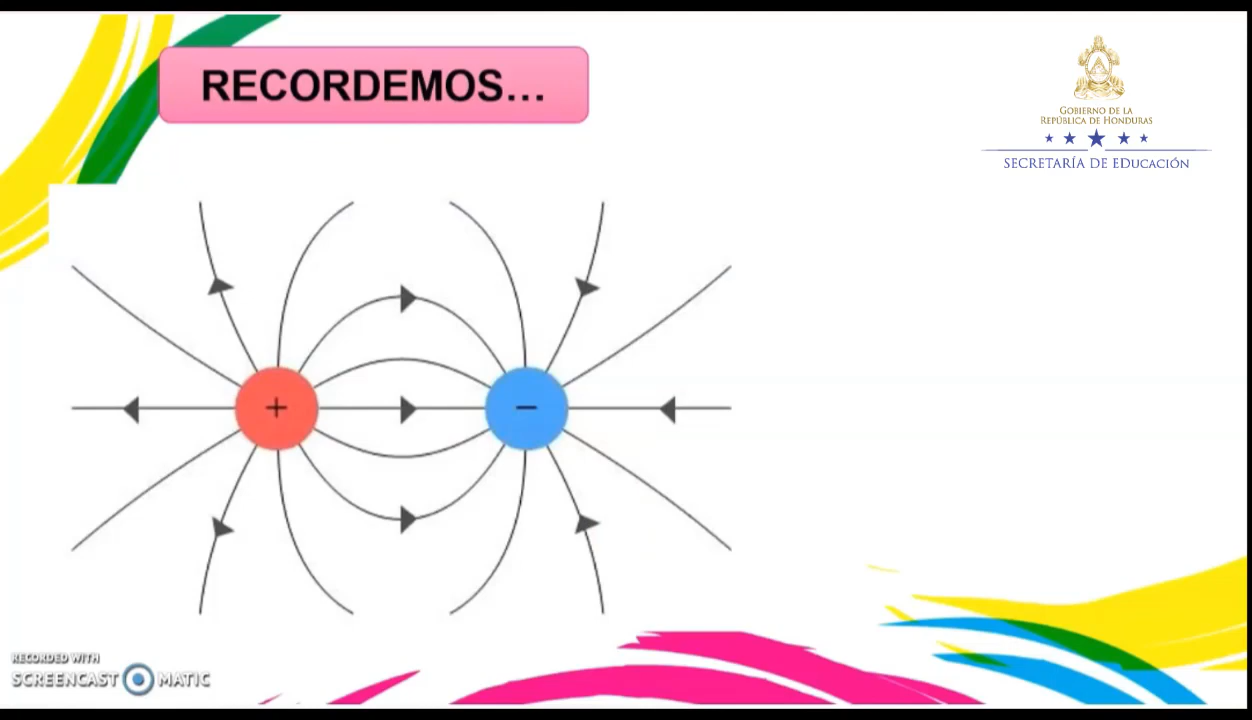 RECORDEMOS...
GOBIERNO DE LA
REPÚBLICA DE HONDURAS
SECRETARÍA DE EDUCACIÓN
+
−
RECORDED WITH
SCREENCAST MATIC